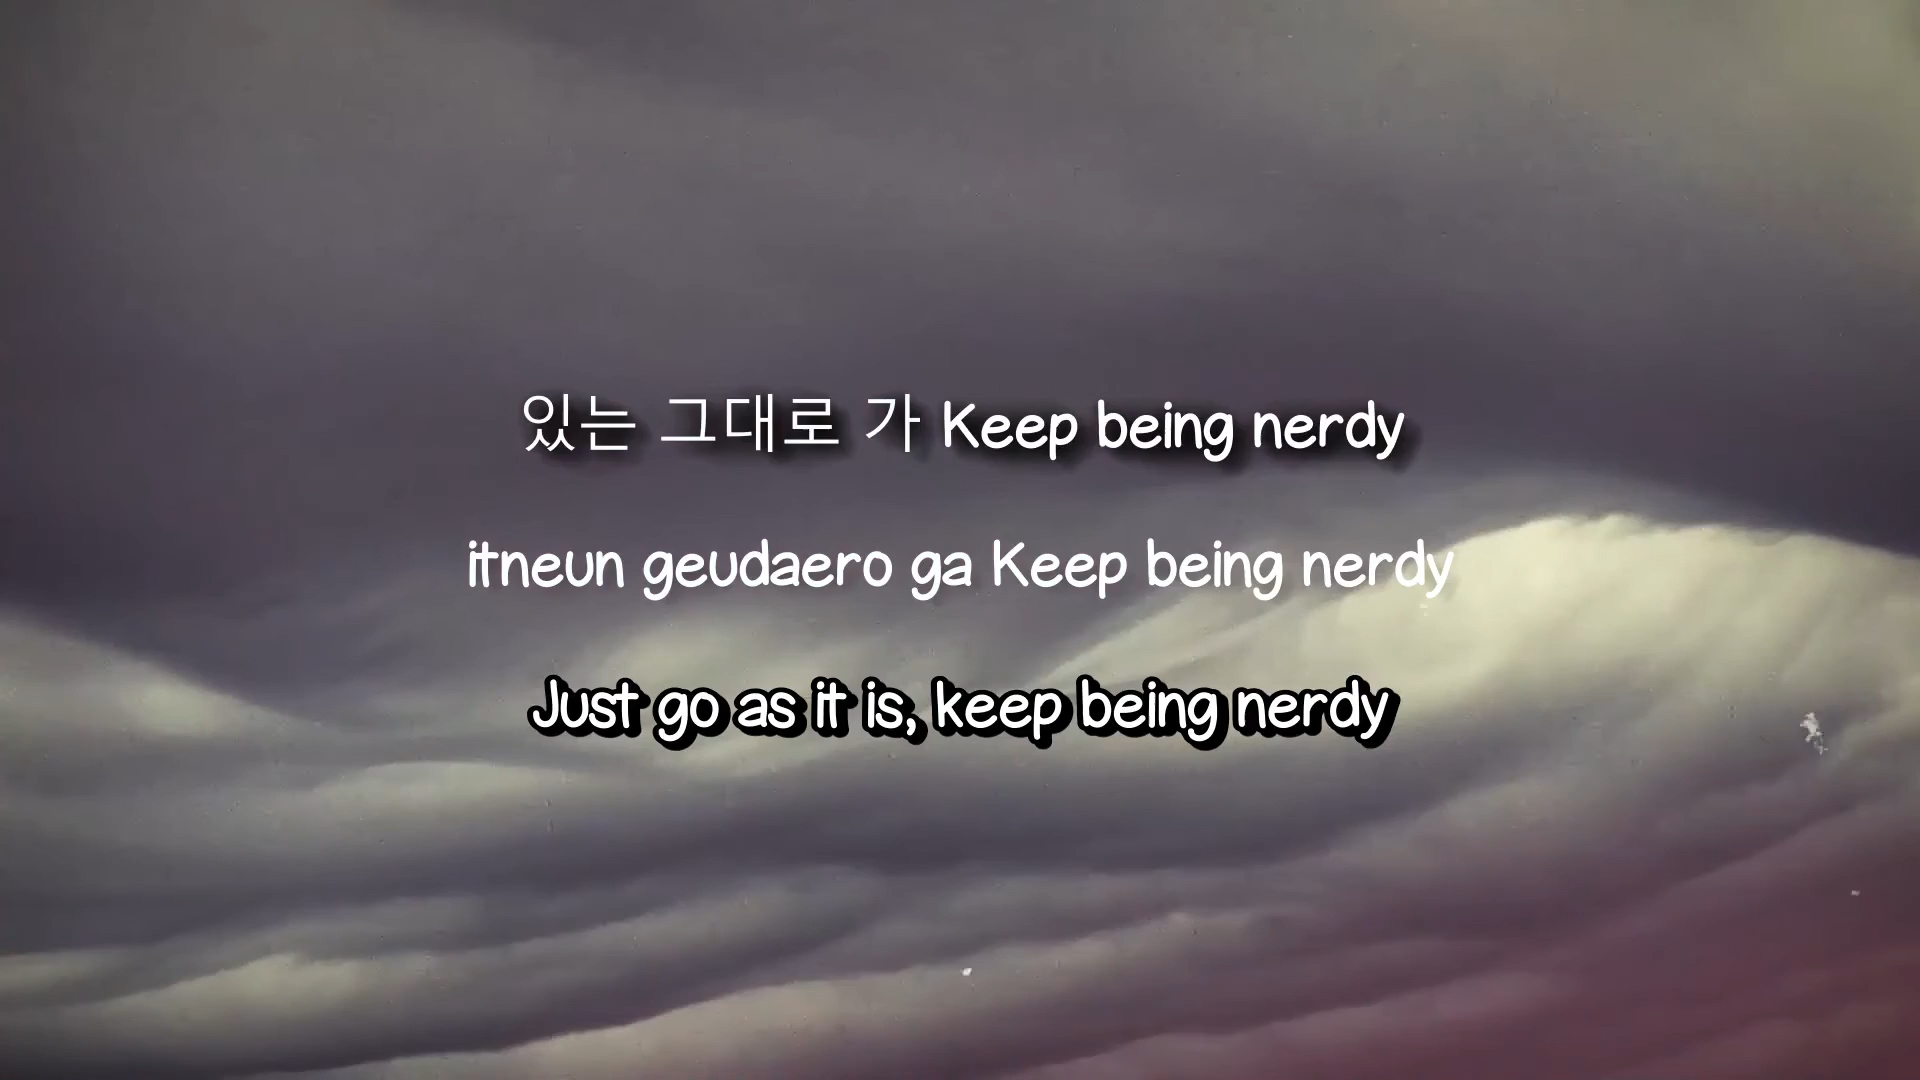 있는 그대로 가 Keep being nerdy
itneun geudaero ga Keep being nerdy
Just go as it is, keep being nerdy